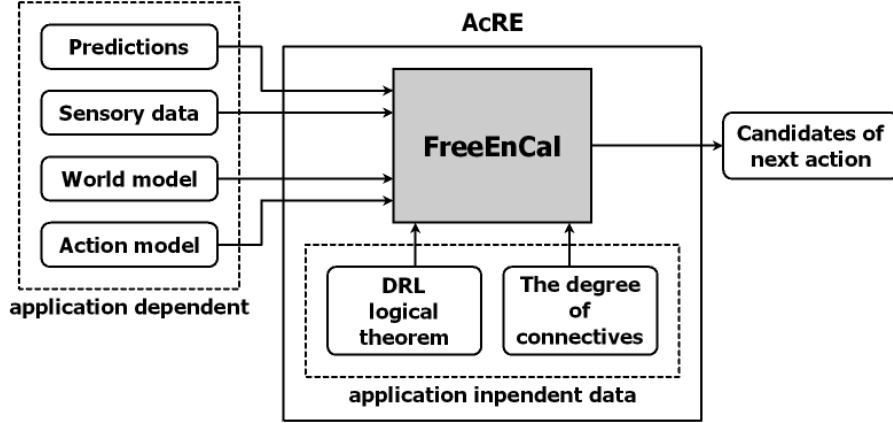 AcRE
Predictions
Sensory data
World model
Action model
application dependent
FreeEnCal
Candidates of
next action
DRL
logical
theorem
The degree
of
connectives
application inpendent data